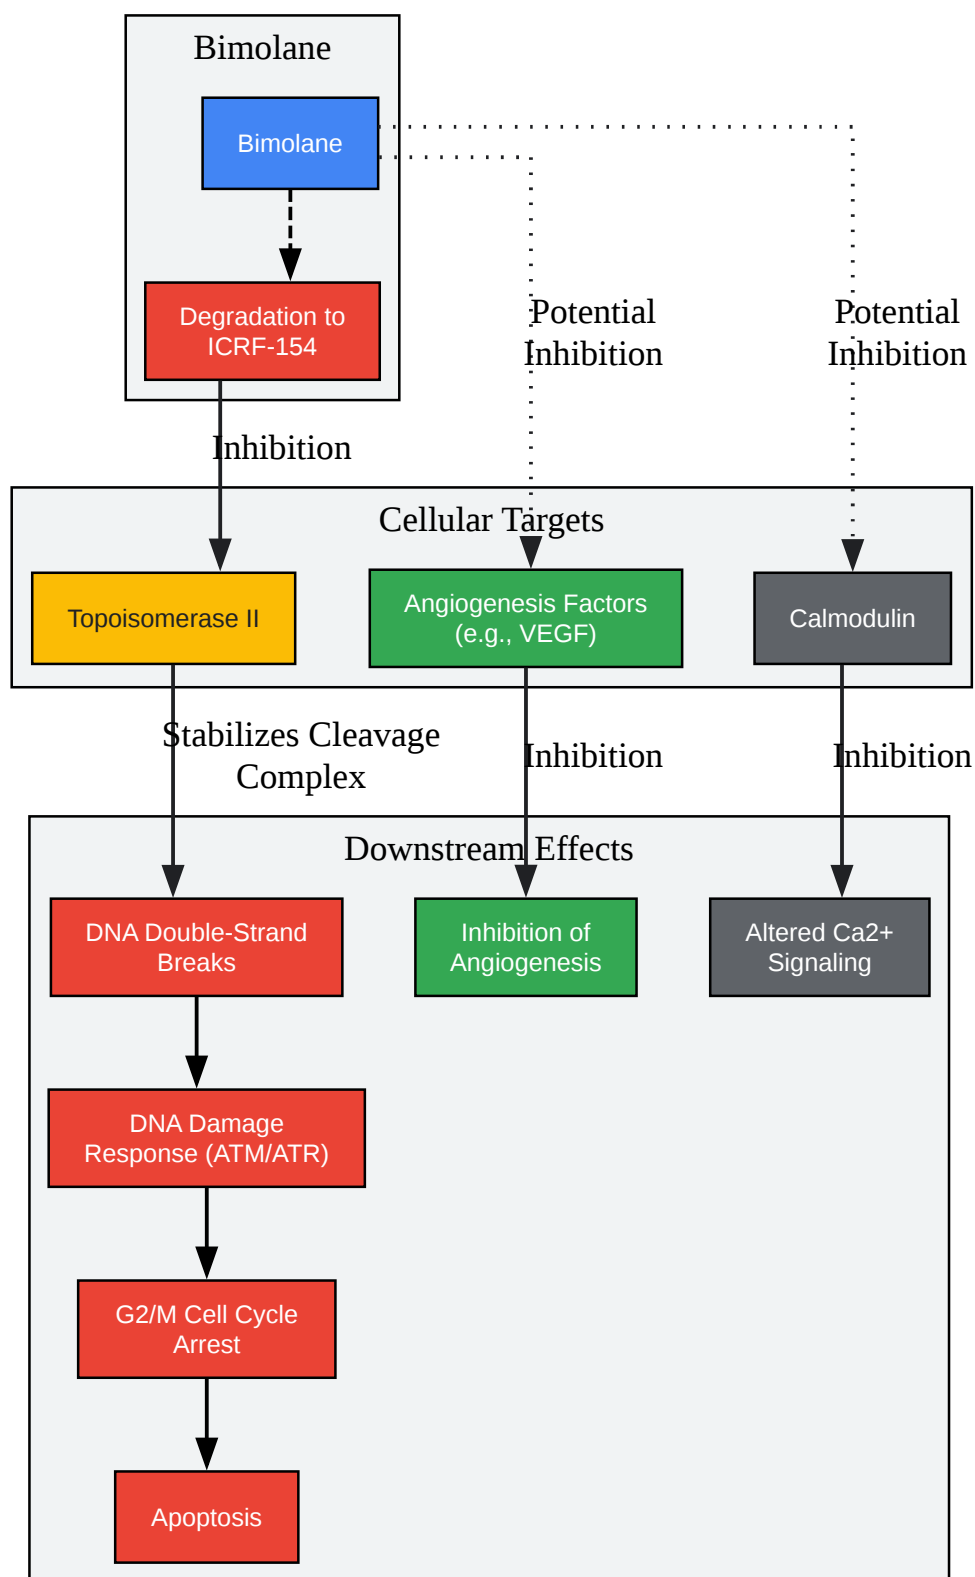 Bimolane
Bimolane
Degradation to
ICRF-154
Potential
Inhibition
Potential
Inhibition
Inhibition
Cellular Targets
Topoisomerase II
Angiogenesis Factors
(e.g., VEGF)
Calmodulin
Stabilizes Cleavage
Complex
Inhibition
Inhibition
Downstream Effects
DNA Double-Strand
Breaks
Inhibition of
Angiogenesis
Altered Ca2+
Signaling
DNA Damage
Response (ATM/ATR)
G2/M Cell Cycle
Arrest
Apoptosis